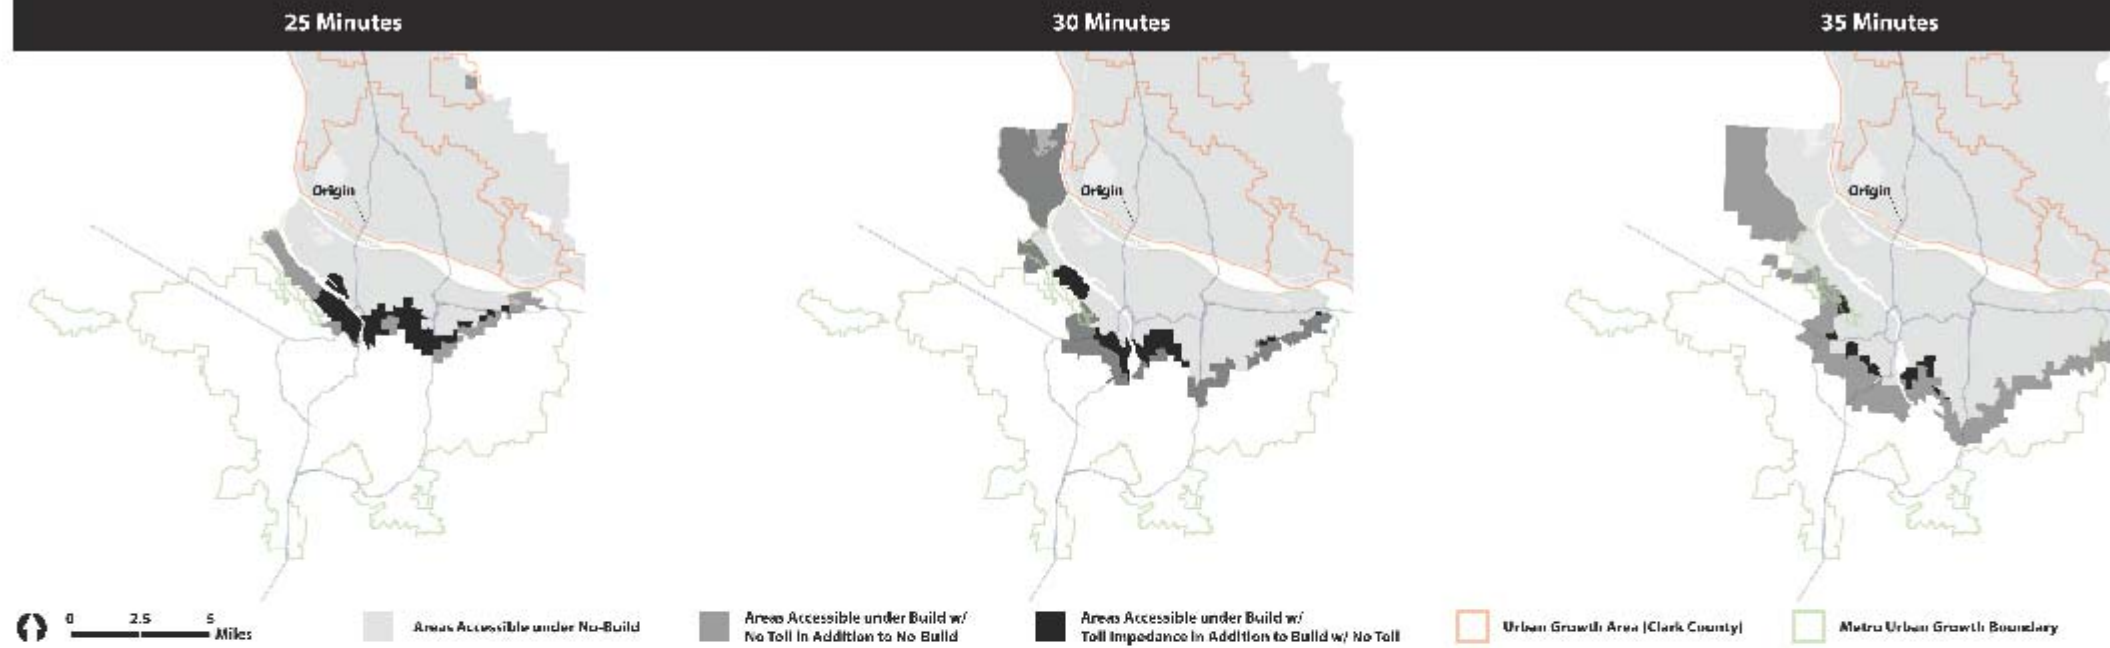 25 Minutes
30 Minutes
35 Minutes
Origin
Origin
Origin
0 2.5 5
Miles
Areas Accessible under No-Build
Areas Accessible under Build w/
No Toll in Addition to No Build
Areas Accessible under Build w/
Toll Impedance in Addition to Build w/ No Toll
Urban Growth Area (Clark County)
Metro Urban Growth Boundary